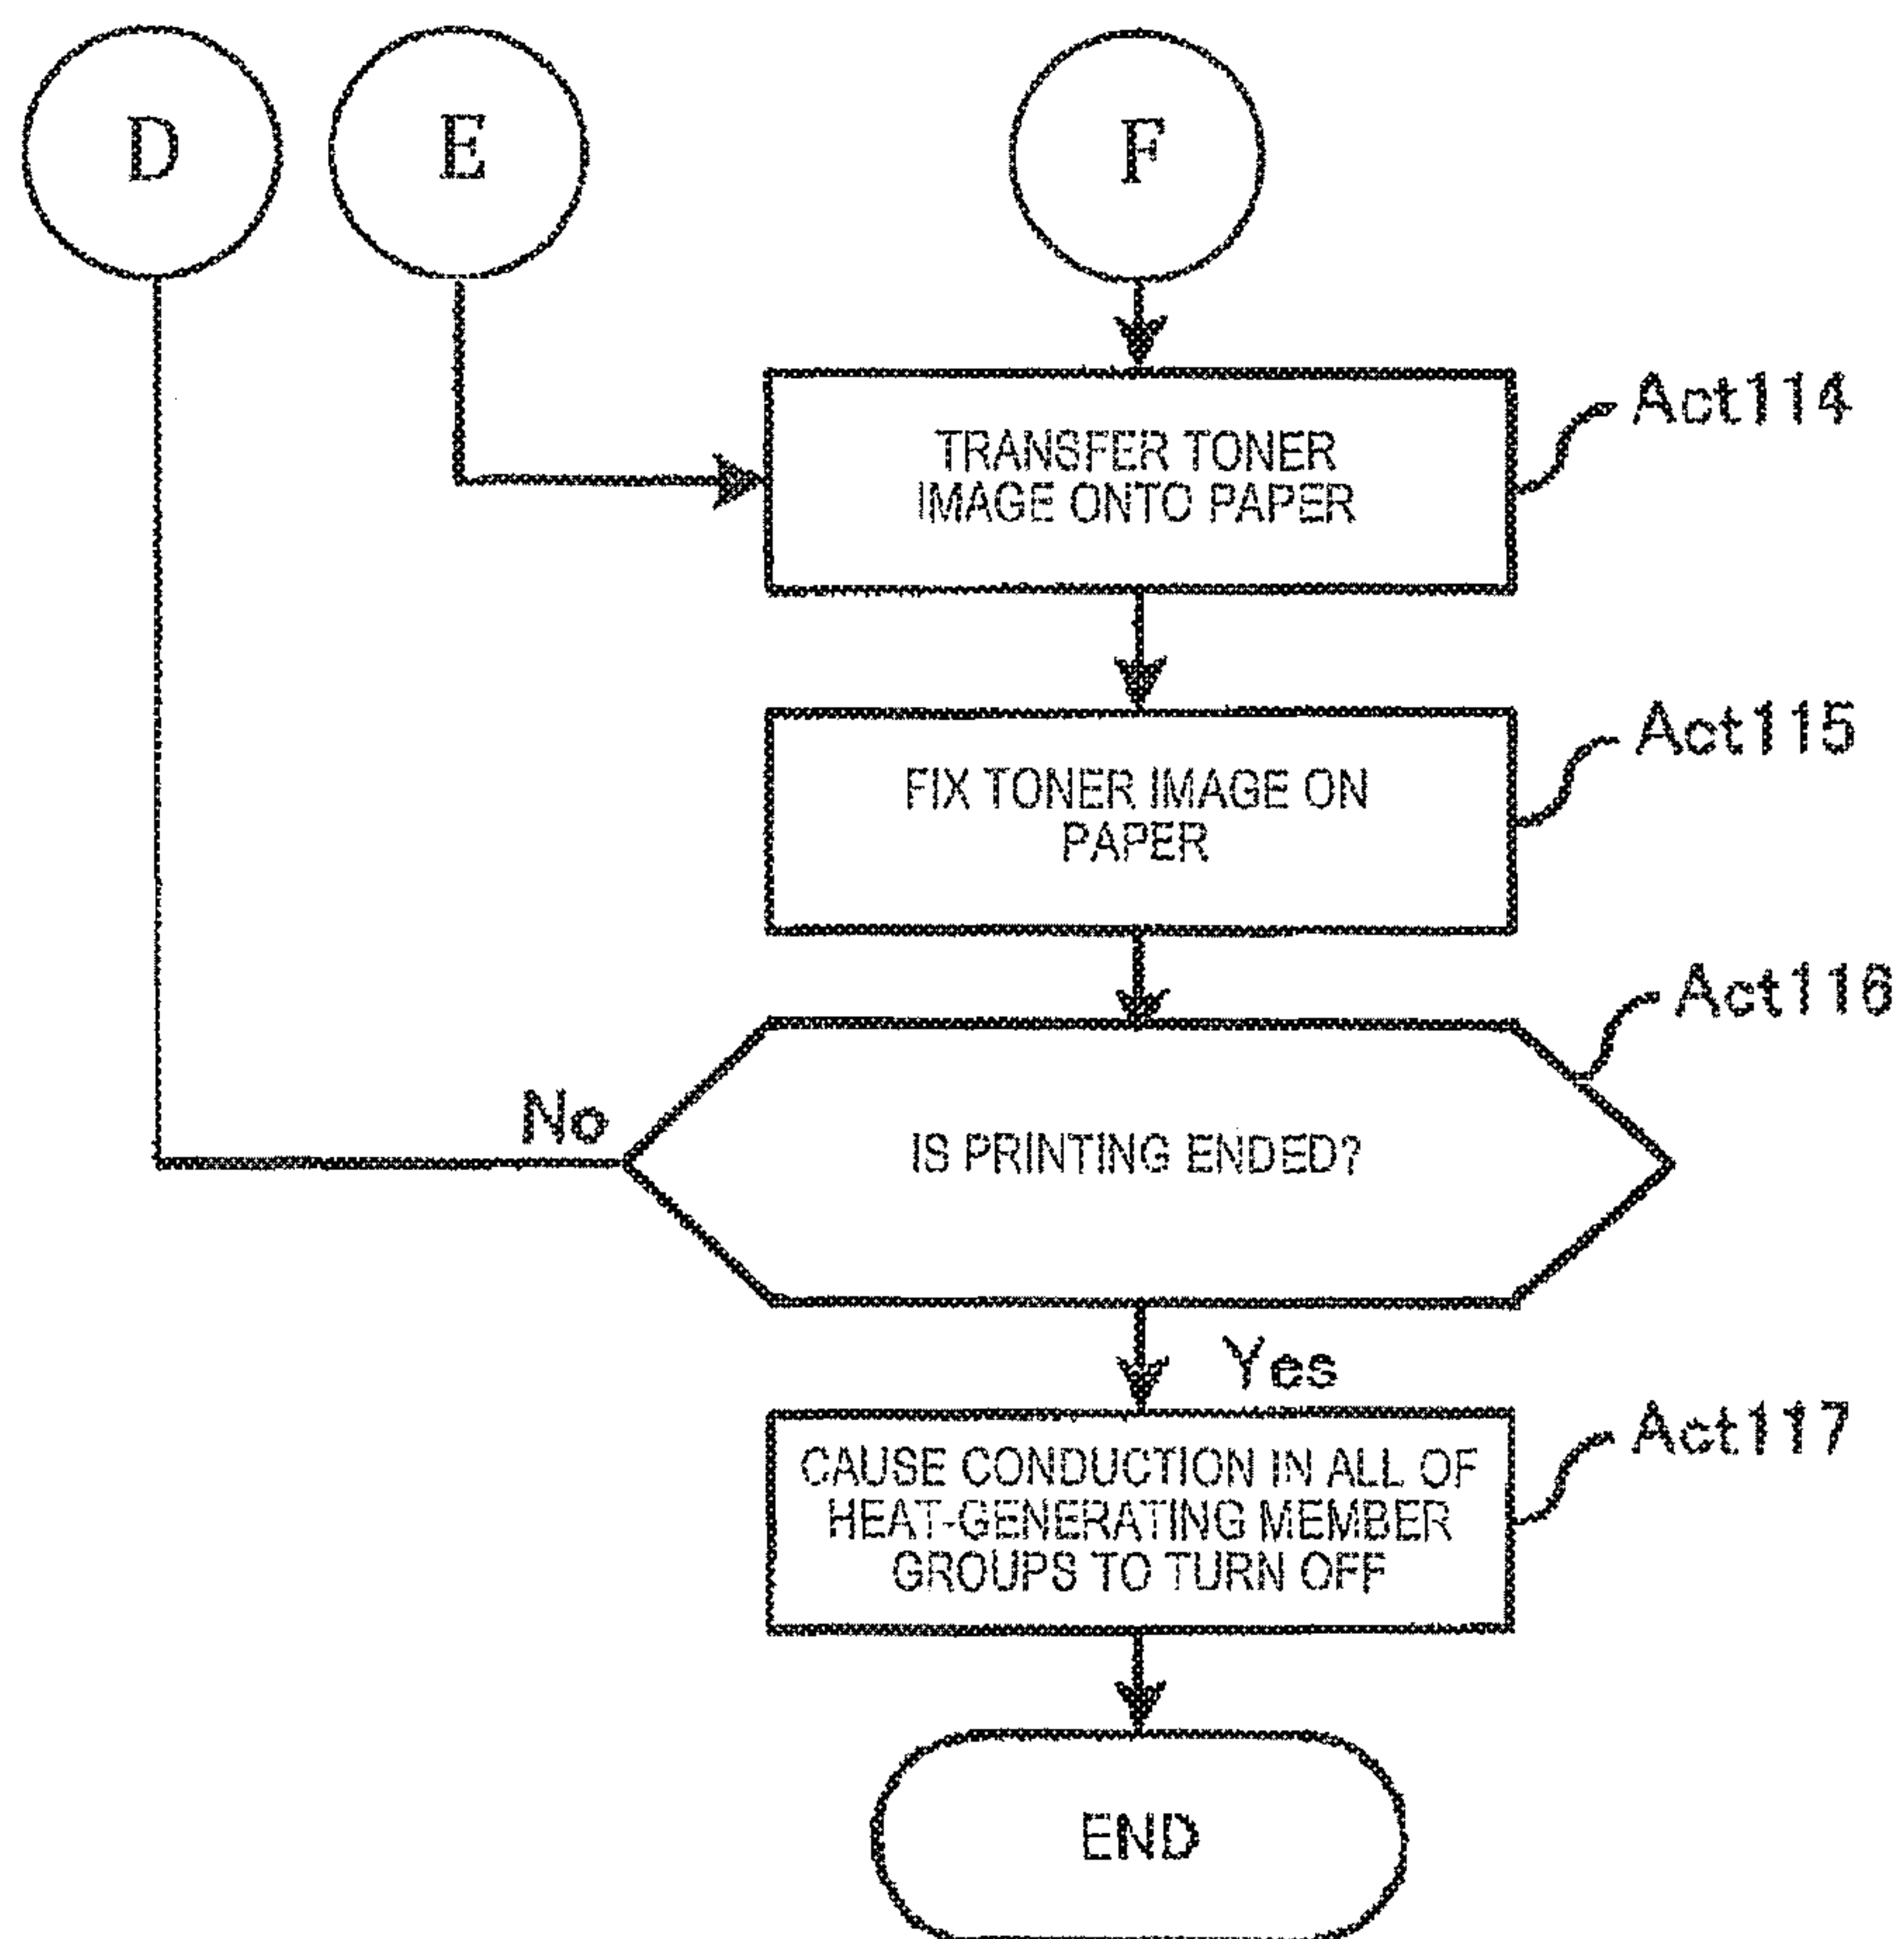 D
E
F
Act114
TRANSFER TONER
IMAGE ONTO PAPER
Act115
FIX TONER IMAGE ON
PAPER
Act116
No
IS PRINTING ENDED?
Yes
Act117
CAUSE CONDUCTION IN ALL OF
HEAT-GENERATING MEMBER
GROUPS TO TURN OFF
END